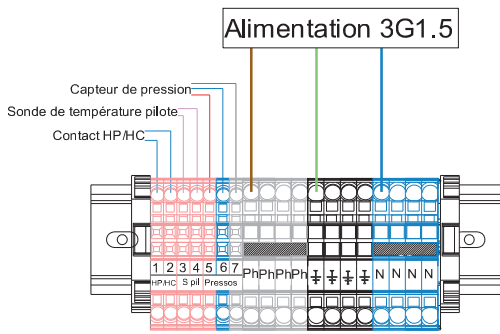 Alimentation 3G1.5
Capteur de pression
Sonde de température pilote
Contact HP/HC
1 2 3 4 5 6 7
HP/HC S pil Pressos
Ph Ph Ph Ph
N N N N